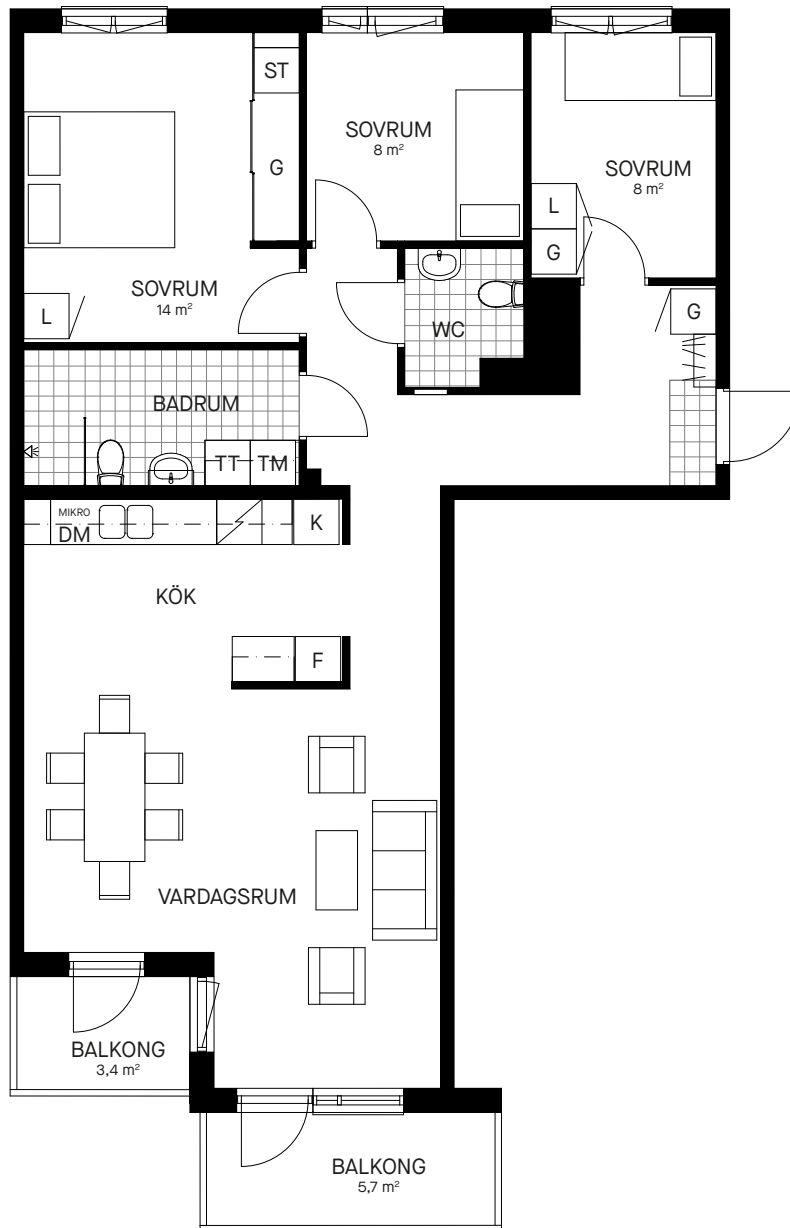 ST
SOVRUM
8 m²
G
SOVRUM
8 m²
L
G
SOVRUM
14 m²
L
WC
G
BADRUM
TT
TM
MIKRO
DM
K
KÖK
F
VARDAGSRUM
BALKONG
3,4 m²
BALKONG
5,7 m²